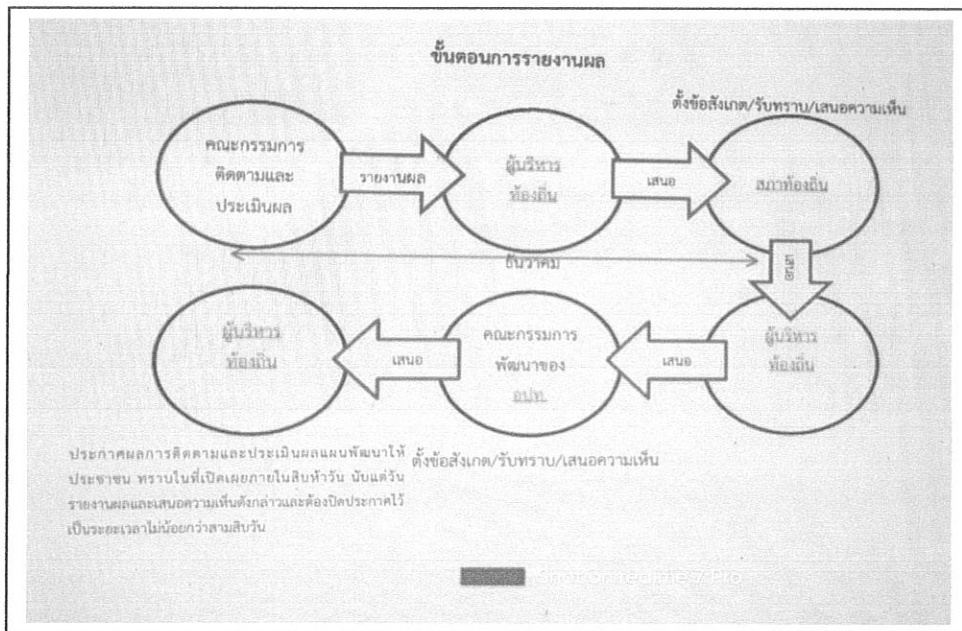 ขั้นตอนการรายงานผล
ตั้งข้อสังเกต/รับทราบ/เสนอความเห็น
คณะกรรมการ
ติดตามและ
ประเมินผล
รายงานผล
ผู้บริหาร
ท้องถิ่น
เสนอ
สภาท้องถิ่น
ธันวาคม
เสนอ
ผู้บริหาร
ท้องถิ่น
เสนอ
คณะกรรมการ
พัฒนาของ
อปท.
เสนอ
ผู้บริหาร
ท้องถิ่น
ตั้งข้อสังเกต/รับทราบ/เสนอความเห็น
ประกาศผลการติดตามและประเมินผลแผนพัฒนาให้
ประชาชน ทราบในที่เปิดเผยภายในสิบห้าวัน นับแต่วัน
รายงานผลและเสนอความเห็นดังกล่าวและต้องปิดประกาศไว้
เป็นระยะเวลาไม่น้อยกว่าสามสิบวัน
Shot on realme 7 Pro